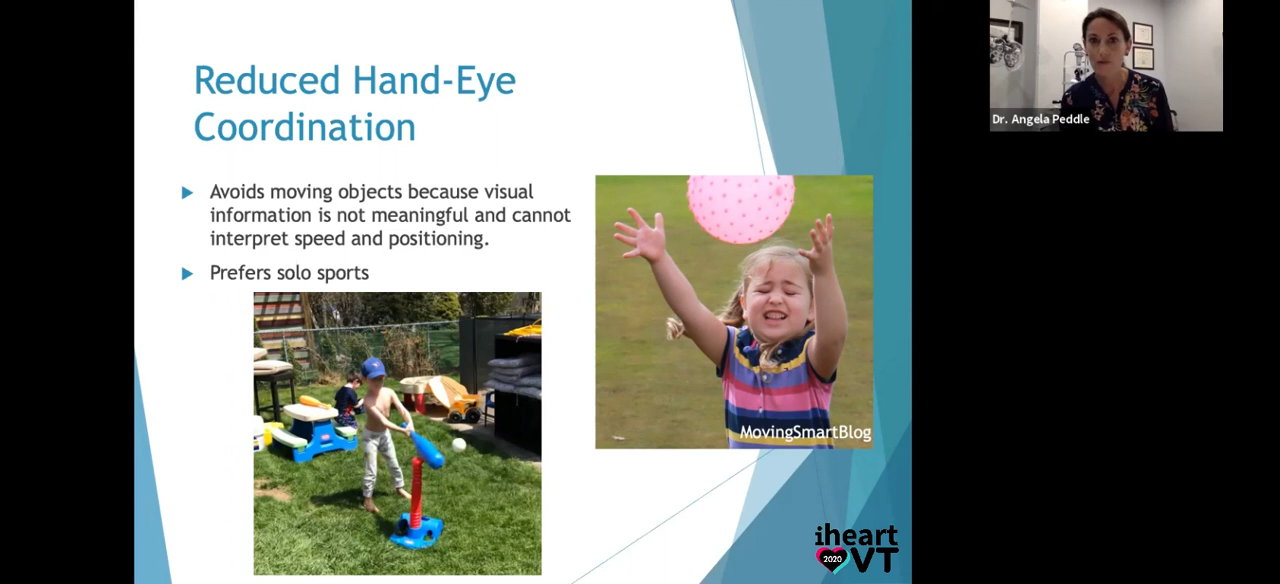 Reduced Hand-Eye
Coordination
Avoids moving objects because visual
information is not meaningful and cannot
interpret speed and positioning.
Prefers solo sports
MovingSmartBlog
iheart
2020
VT
Dr. Angela Peddle